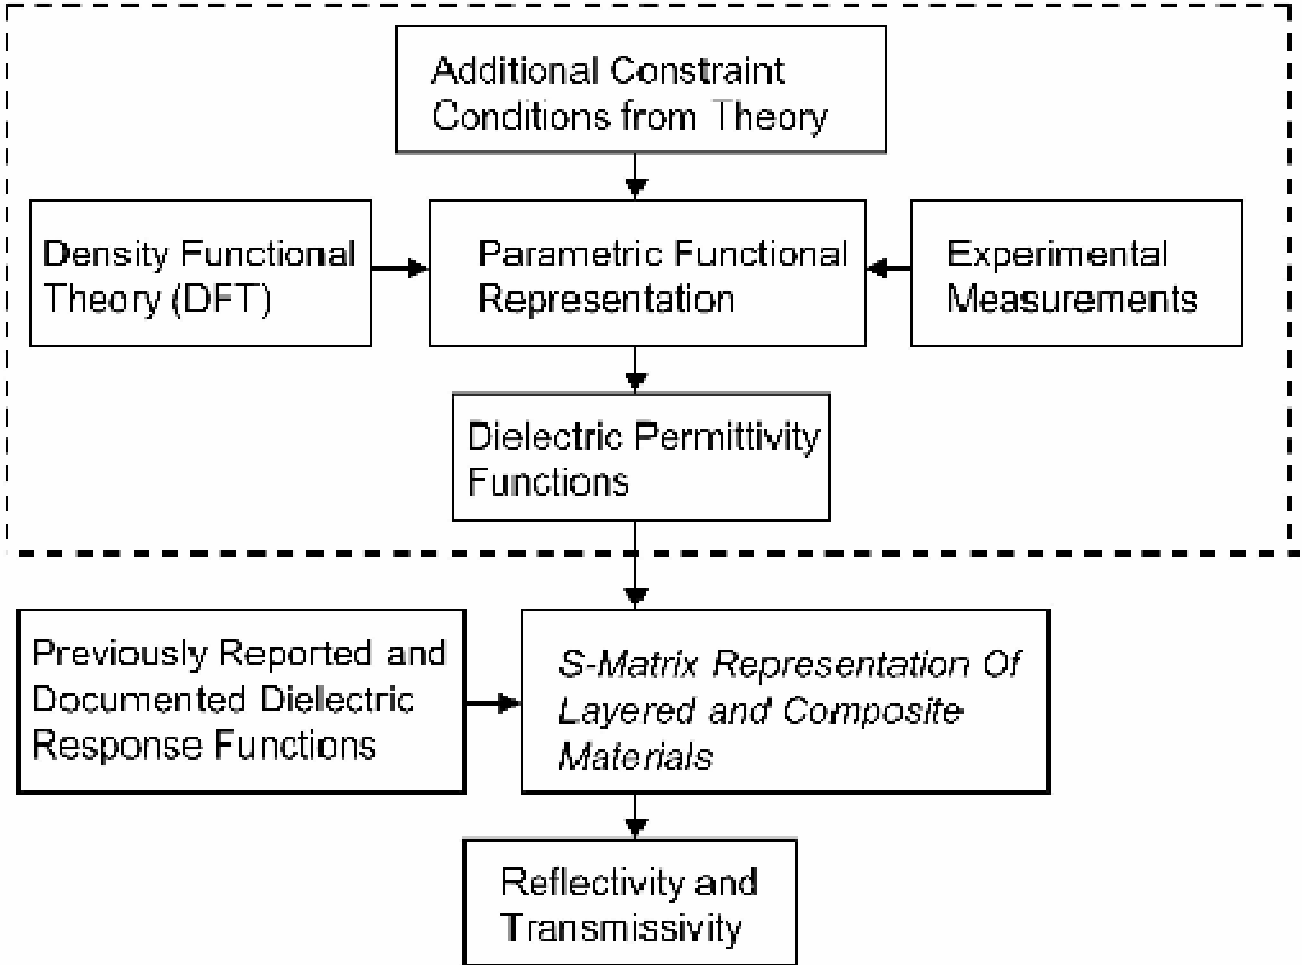 Additional Constraint
Conditions from Theory
Density Functional
Theory (DFT)
Parametric Functional
Representation
Experimental
Measurements
Dielectric Permittivity
Functions
Previously Reported and
Documented Dielectric
Response Functions
S-Matrix Representation Of
Layered and Composite
Materials
Reflectivity and
Transmissivity